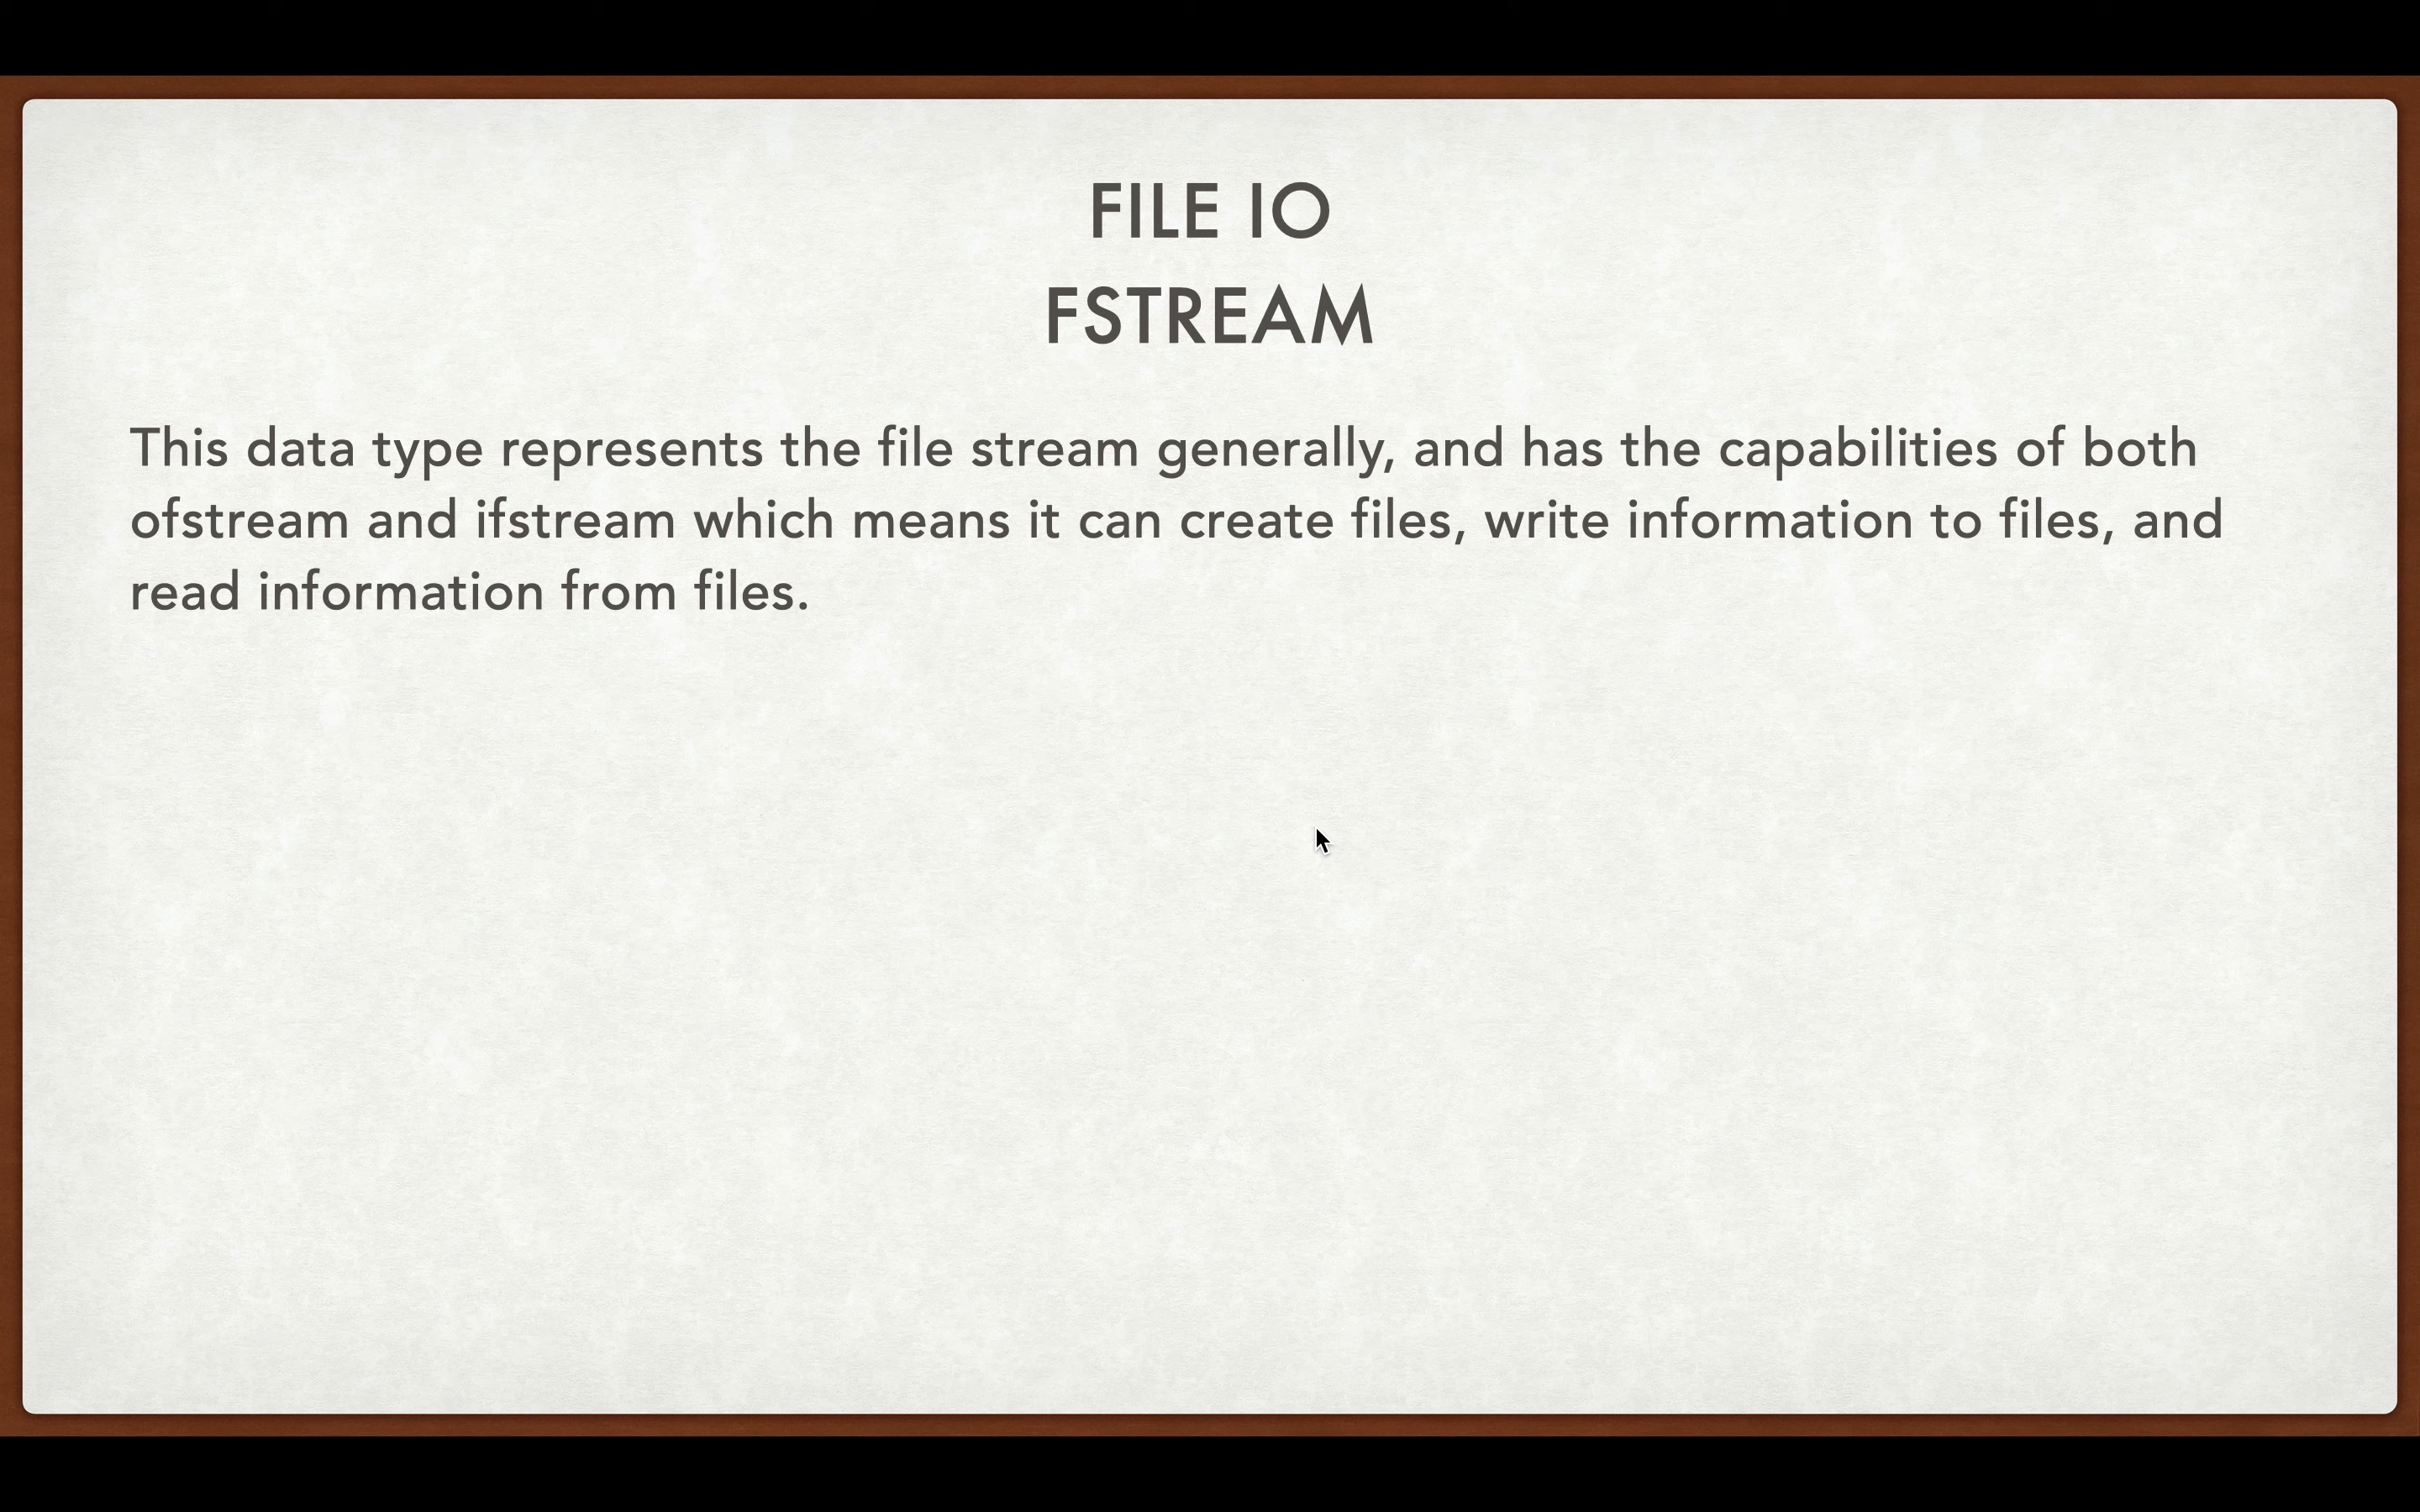 FILE IO
FSTREAM
This data type represents the file stream generally, and has the capabilities of both
ofstream and ifstream which means it can create files, write information to files, and
read information from files.